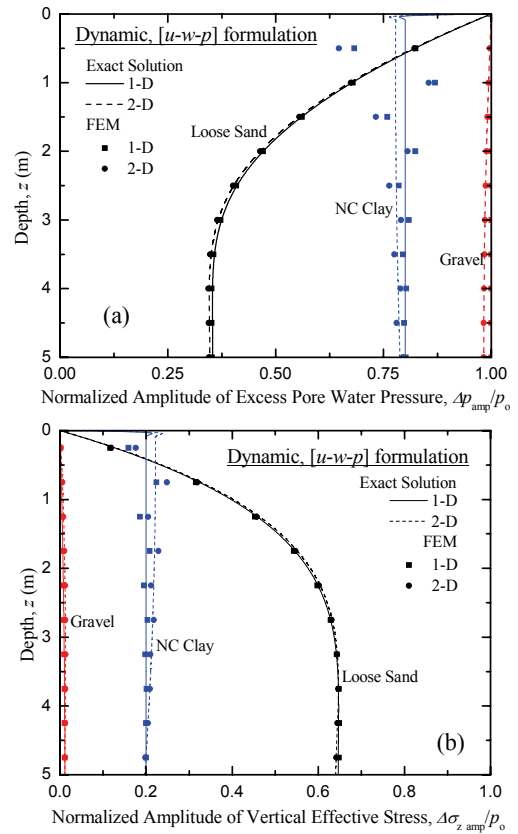 0.00 0.25 0.50 0.75 1.00
0
1
2
3
4
5
Depth, z (m)
Dynamic, [u-w-p] formulation
Exact Solution
1-D
2-D
FEM
1-D
2-D
Loose Sand
NC Clay
Gravel
(a)
Normalized Amplitude of Excess Pore Water Pressure, Δp_amp/p_o
0
1
2
3
4
5
Depth, z (m)
Dynamic, [u-w-p] formulation
Exact Solution
1-D
2-D
FEM
1-D
2-D
Gravel
NC Clay
Loose Sand
(b)
0.0 0.2 0.4 0.6 0.8 1.0
Normalized Amplitude of Vertical Effective Stress, Δσ_z amp/p_o